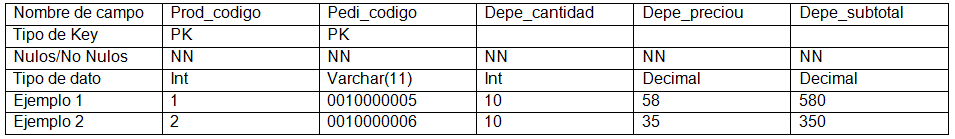 Nombre de campo Prod_codigo Pedi_codigo Depe_cantidad Depe_preciou Depe_subtotal
Tipo de Key PK PK
Nulos/No Nulos NN NN NN NN NN
Tipo de dato Int Varchar(11) Int Decimal Decimal
Ejemplo 1 1 0010000005 10 58 580
Ejemplo 2 2 0010000006 10 35 350